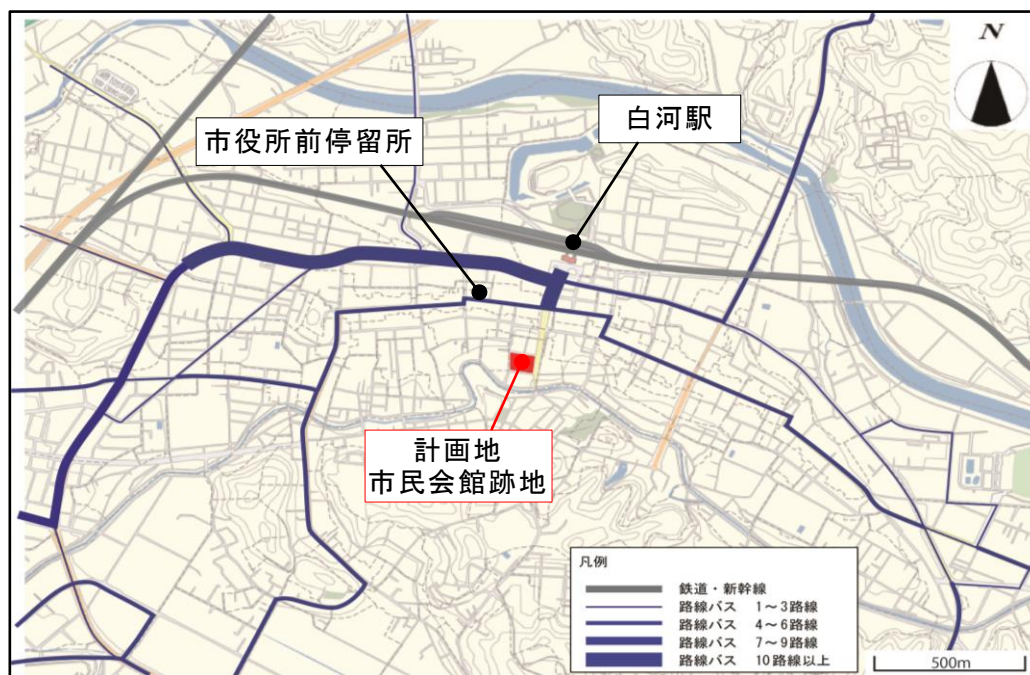 N
白河駅
市役所前停留所
計画地
市民会館跡地
凡例
鉄道・新幹線
路線バス 1～3路線
路線バス 4～6路線
路線バス 7～9路線
路線バス 10路線以上
500m